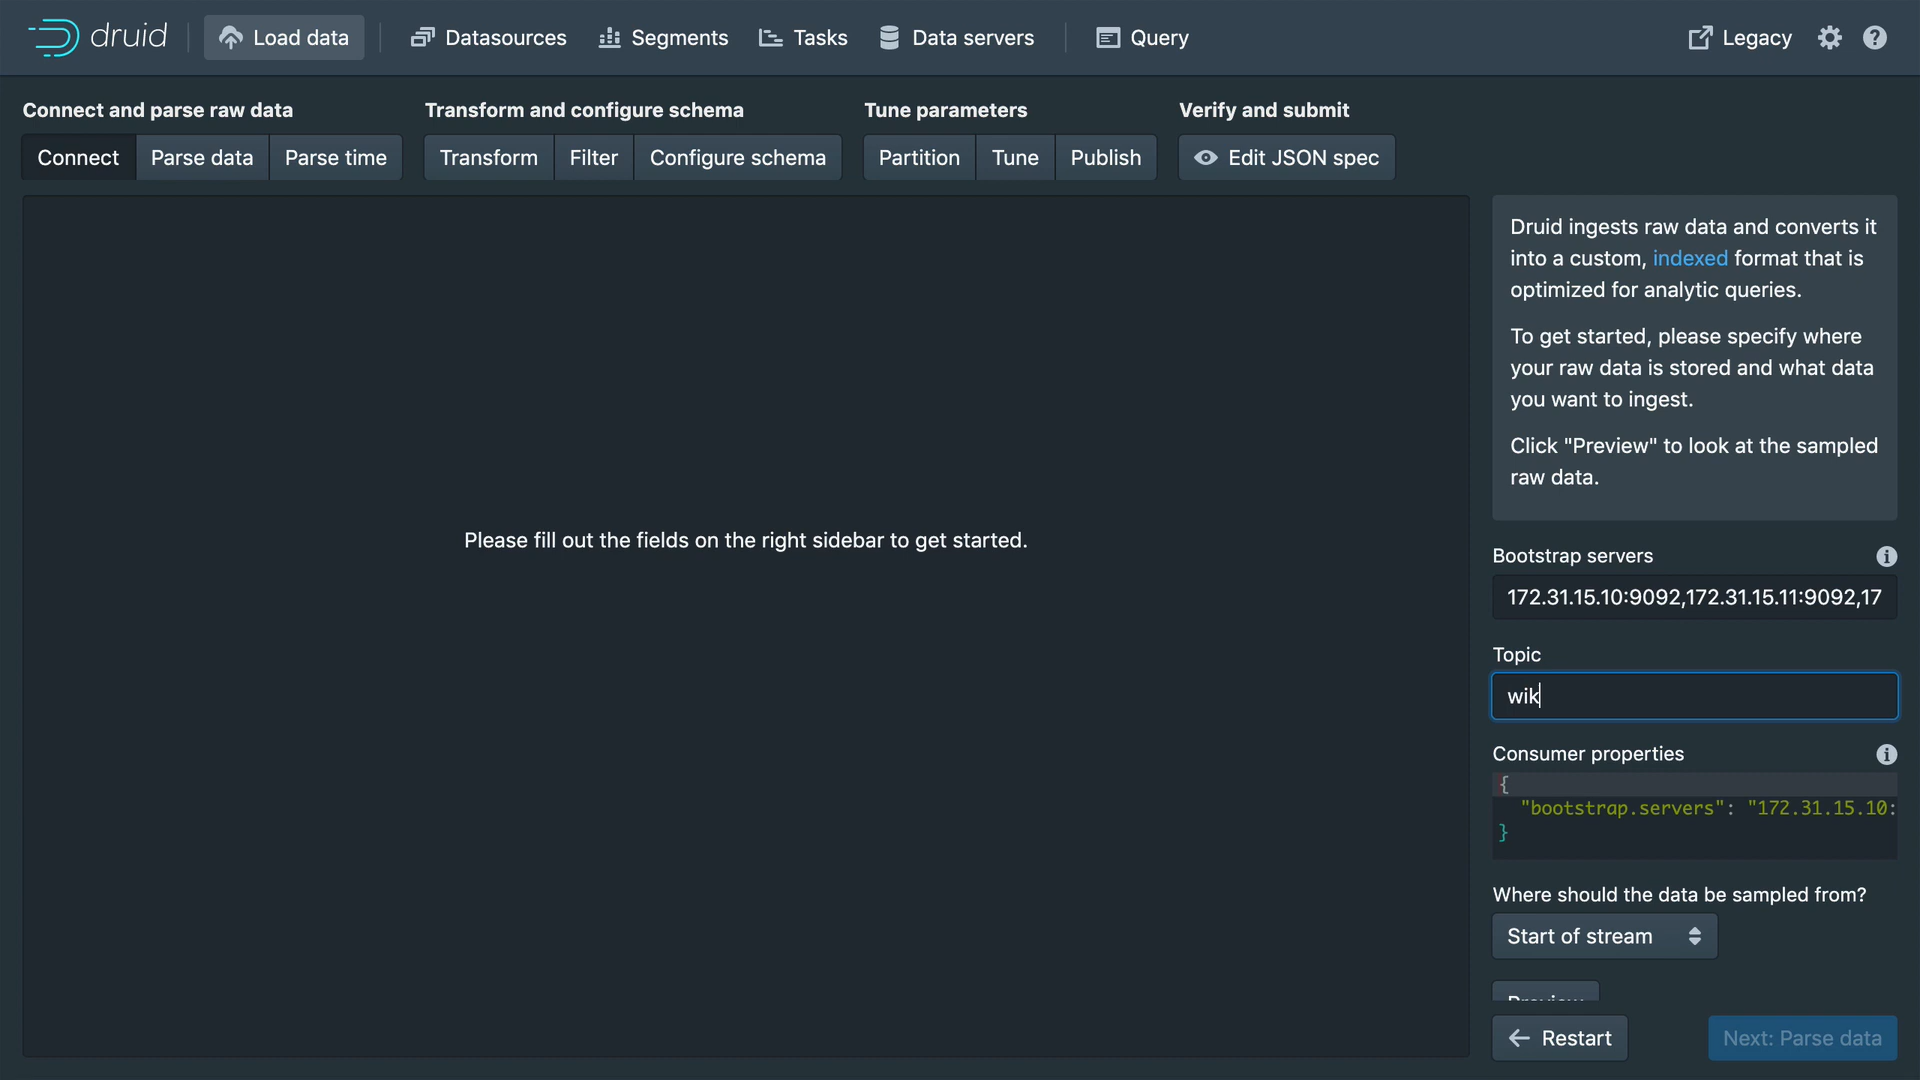 druid
Load data
Datasources
Segments
Tasks
Data servers
Query
Legacy
Connect and parse raw data
Transform and configure schema
Tune parameters
Verify and submit
Connect
Parse data
Parse time
Transform
Filter
Configure schema
Partition
Tune
Publish
Edit JSON spec
Please fill out the fields on the right sidebar to get started.
Druid ingests raw data and converts it
into a custom, indexed format that is
optimized for analytic queries.
To get started, please specify where
your raw data is stored and what data
you want to ingest.
Click "Preview" to look at the sampled
raw data.
Bootstrap servers
172.31.15.10:9092,172.31.15.11:9092,17
Topic
wik
Consumer properties
{
"bootstrap.servers": "172.31.15.10:
}
Where should the data be sampled from?
Start of stream
Preview
Restart
Next: Parse data